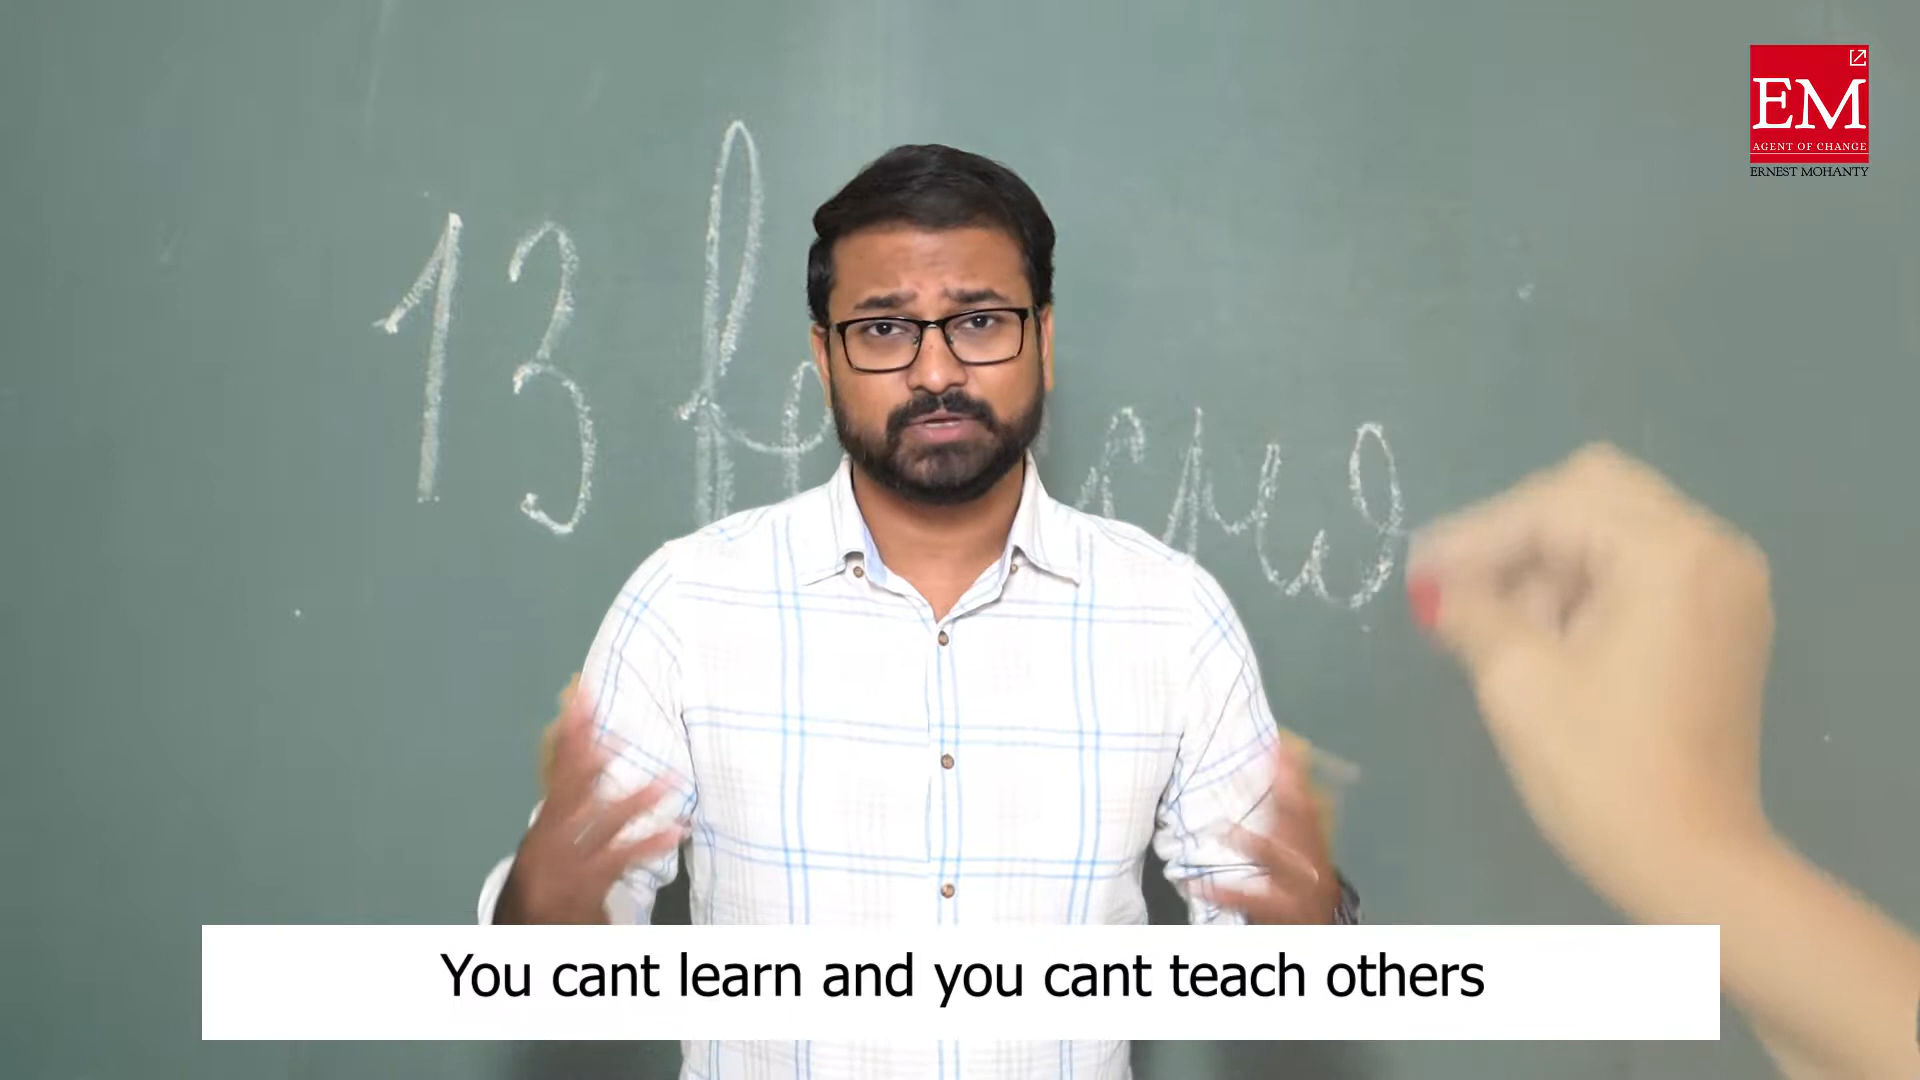 EM
AGENT OF CHANGE
ERNEST MOHANTY
13
You cant learn and you cant teach others